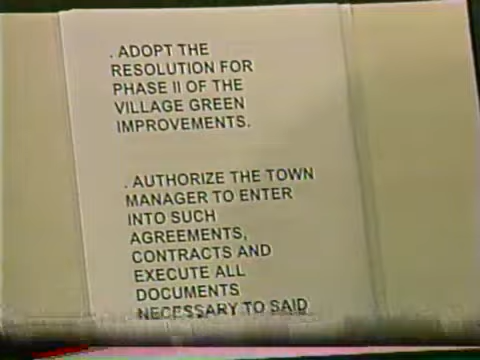 . ADOPT THE
RESOLUTION FOR
PHASE II OF THE
VILLAGE GREEN
IMPROVEMENTS.
. AUTHORIZE THE TOWN
MANAGER TO ENTER
INTO SUCH
AGREEMENTS,
CONTRACTS AND
EXECUTE ALL
DOCUMENTS
NECESSARY TO SAID